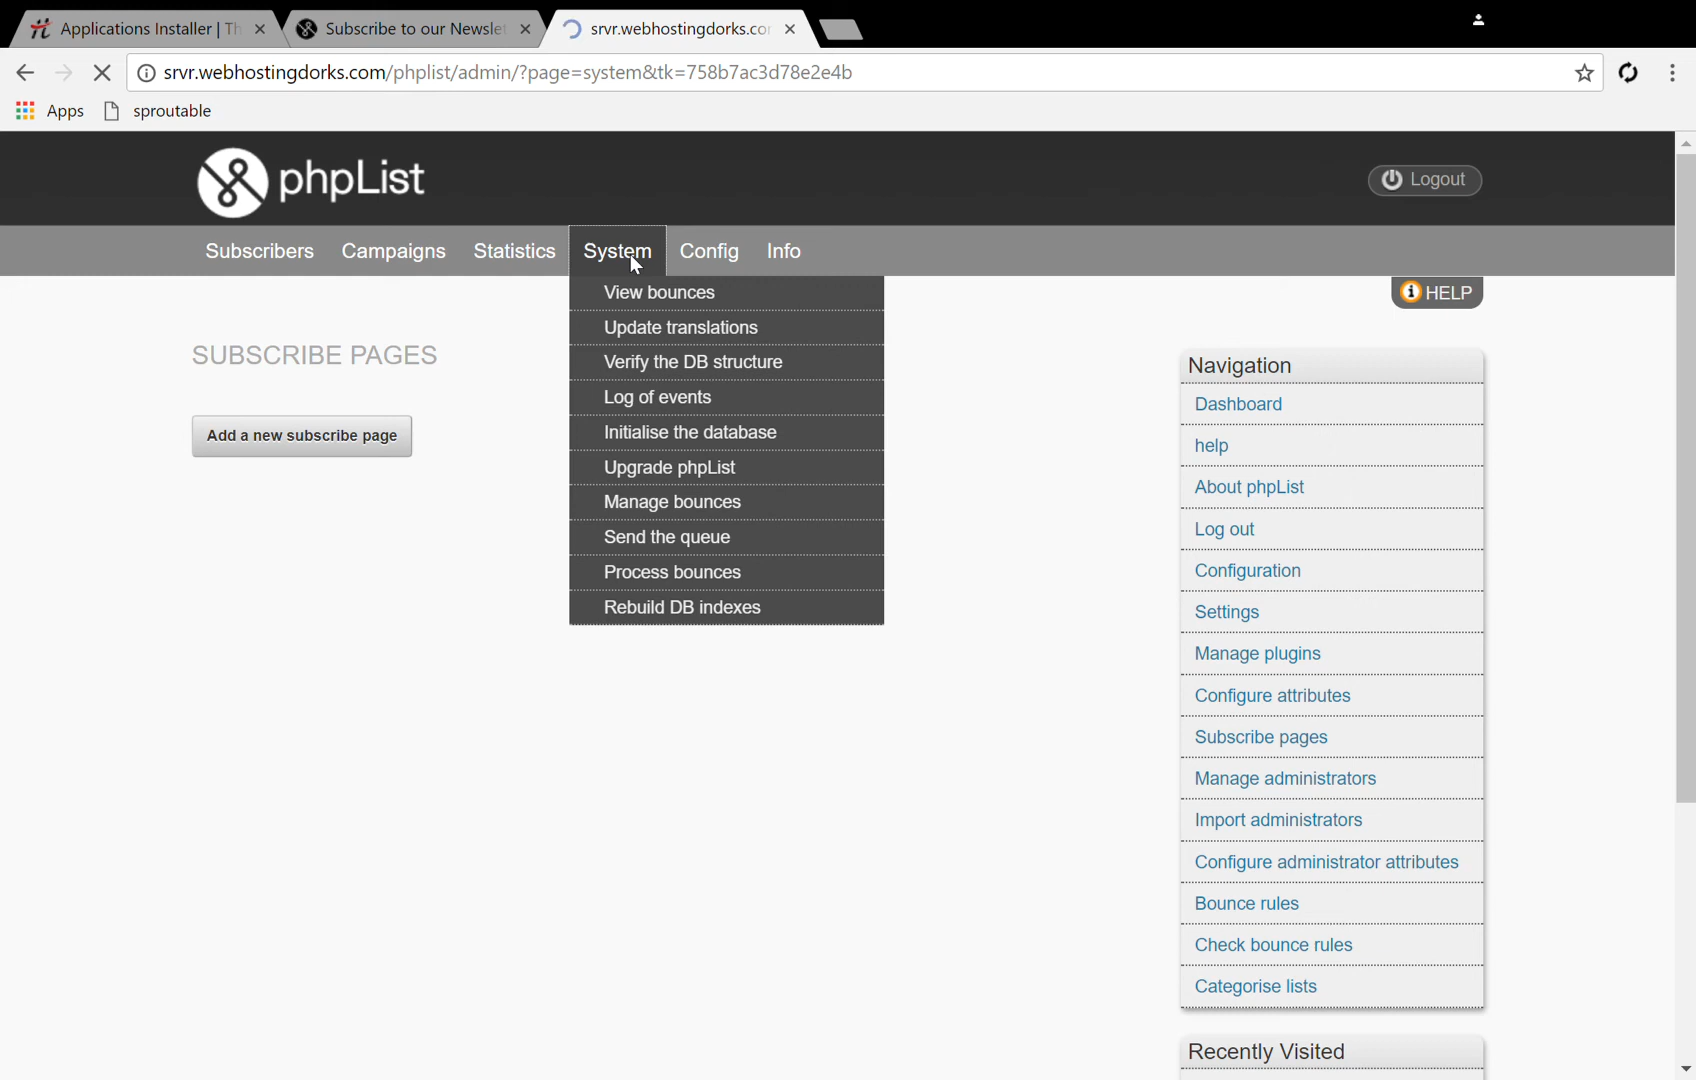 Applications Installer | Th
Subscribe to our Newslet
srvr.webhostingdorks.co
srvr.webhostingdorks.com/phplist/admin/?page=system&tk=758b7ac3d78e2e4b
Apps sproutable
phpList
Logout
Subscribers Campaigns Statistics System Config Info
HELP
SUBSCRIBE PAGES
Add a new subscribe page
View bounces
Update translations
Verify the DB structure
Log of events
Initialise the database
Upgrade phpList
Manage bounces
Send the queue
Process bounces
Rebuild DB indexes
Navigation
Dashboard
help
About phpList
Log out
Configuration
Settings
Manage plugins
Configure attributes
Subscribe pages
Manage administrators
Import administrators
Configure administrator attributes
Bounce rules
Check bounce rules
Categorise lists
Recently Visited